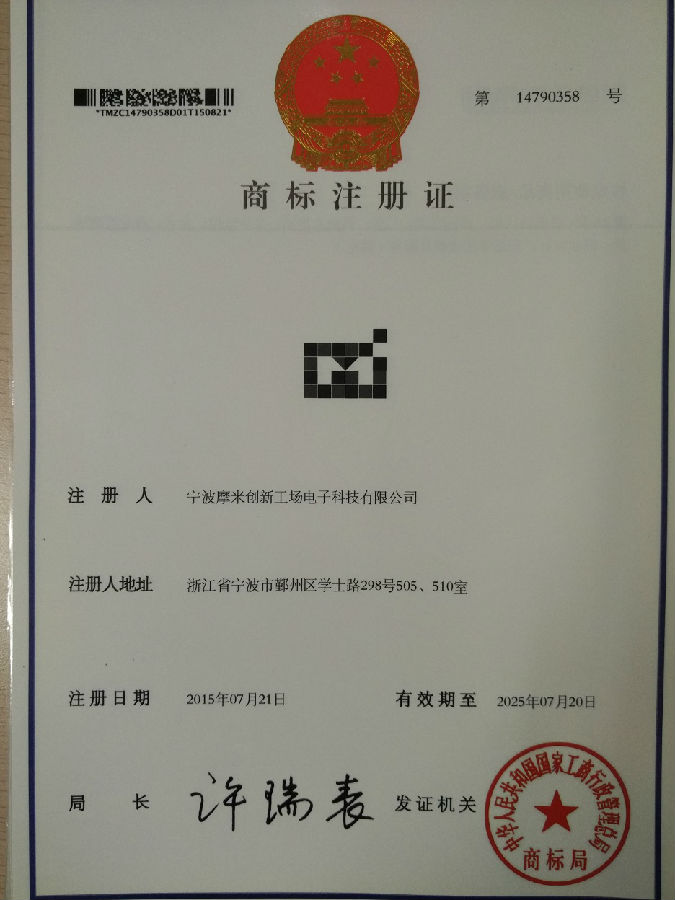 第 14790358 号
*TMZC14790358D01T150821*
商标注册证
注册人 宁波摩米创新工场电子科技有限公司
注册人地址 浙江省宁波市鄞州区学士路298号505、510室
注册日期 2015年07月21日 有效期至 2025年07月20日
局长 许瑞表 发证机关
中华人民共和国国家工商行政管理总局
商标局